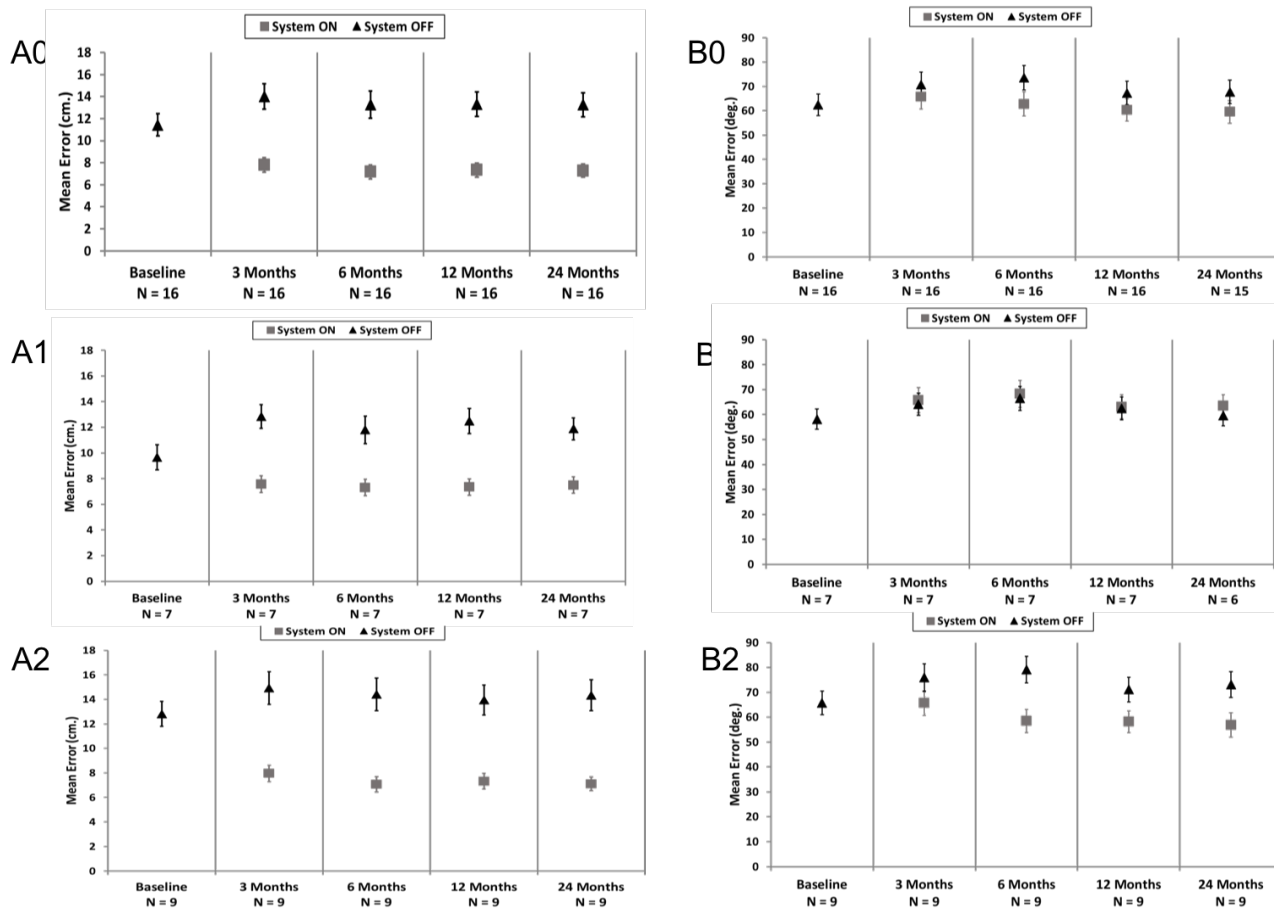 A0
System ON System OFF
Mean Error (cm.)
18
16
14
12
10
8
6
4
2
0
Baseline 3 Months 6 Months 12 Months 24 Months
N = 16 N = 16 N = 16 N = 16 N = 16
B0
System ON System OFF
Mean Error (deg.)
90
80
70
60
50
40
30
20
10
0
Baseline 3 Months 6 Months 12 Months 24 Months
N = 16 N = 16 N = 16 N = 16 N = 15
A1
System ON System OFF
Mean Error (cm.)
18
16
14
12
10
8
6
4
2
0
Baseline 3 Months 6 Months 12 Months 24 Months
N = 7 N = 7 N = 7 N = 7 N = 7
B
System ON System OFF
Mean Error (deg.)
90
80
70
60
50
40
30
20
10
0
Baseline 3 Months 6 Months 12 Months 24 Months
N = 7 N = 7 N = 7 N = 7 N = 6
A2
System ON System OFF
Mean Error (cm.)
18
16
14
12
10
8
6
4
2
0
Baseline 3 Months 6 Months 12 Months 24 Months
N = 9 N = 9 N = 9 N = 9 N = 9
B2
System ON System OFF
Mean Error (deg.)
90
80
70
60
50
40
30
20
10
0
Baseline 3 Months 6 Months 12 Months 24 Months
N = 9 N = 9 N = 9 N = 9 N = 9